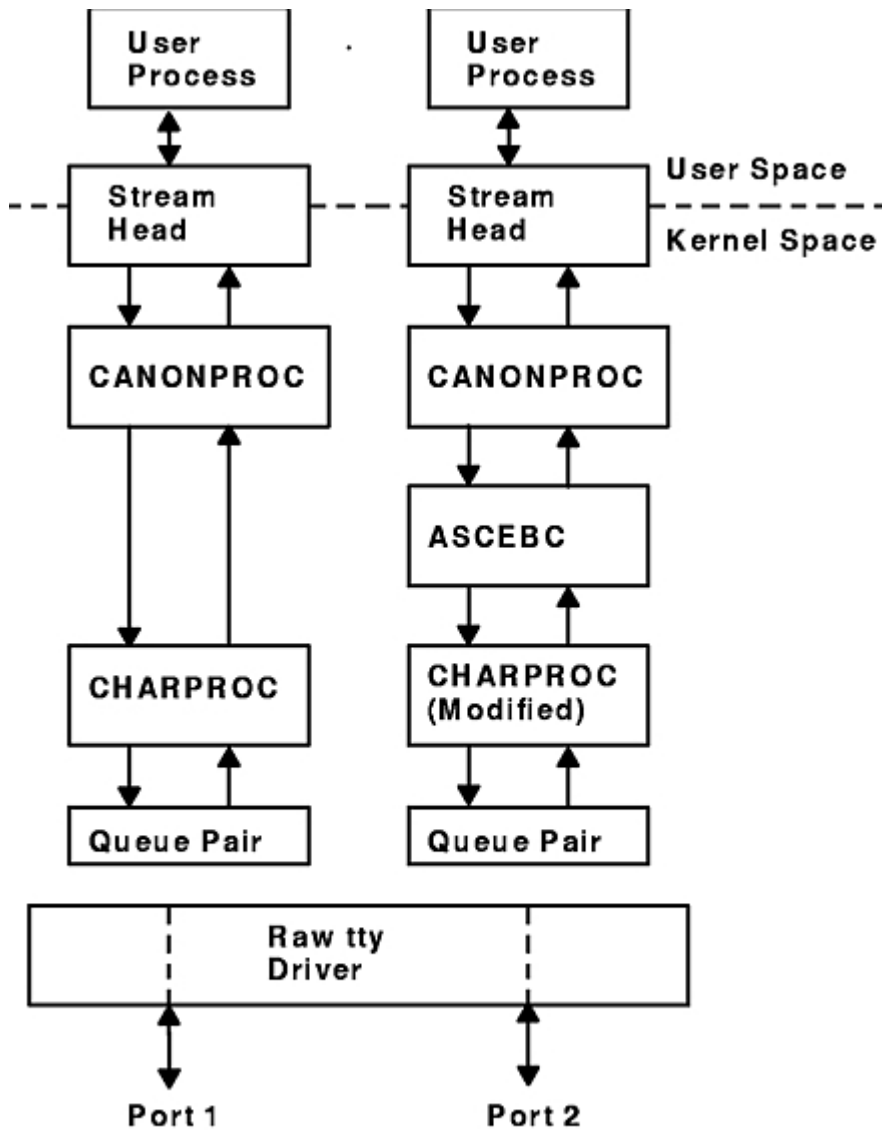 User
Process
User
Process
User Space
Stream
Head
Stream
Head
Kernel Space
CANONPROC
CANONPROC
ASCEBC
CHARPROC
CHARPROC
(Modified)
Queue Pair
Queue Pair
Raw tty
Driver
Port 1
Port 2